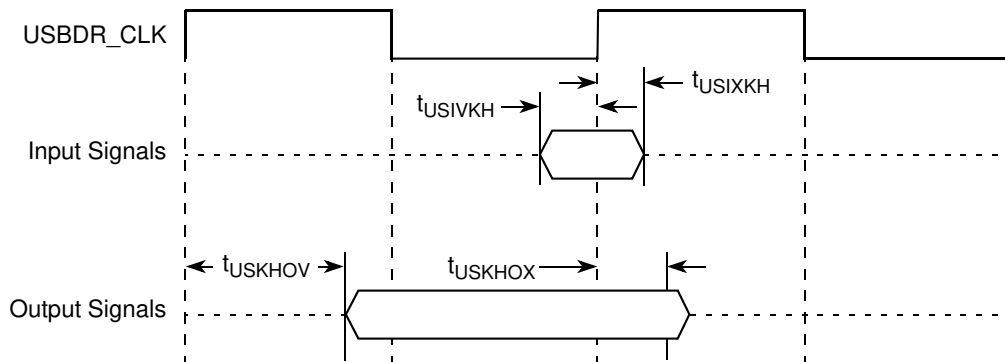 USBDR_CLK
tUSIXKH
tUSIVKH
Input Signals
tUSKHOV
tUSKHOX
Output Signals